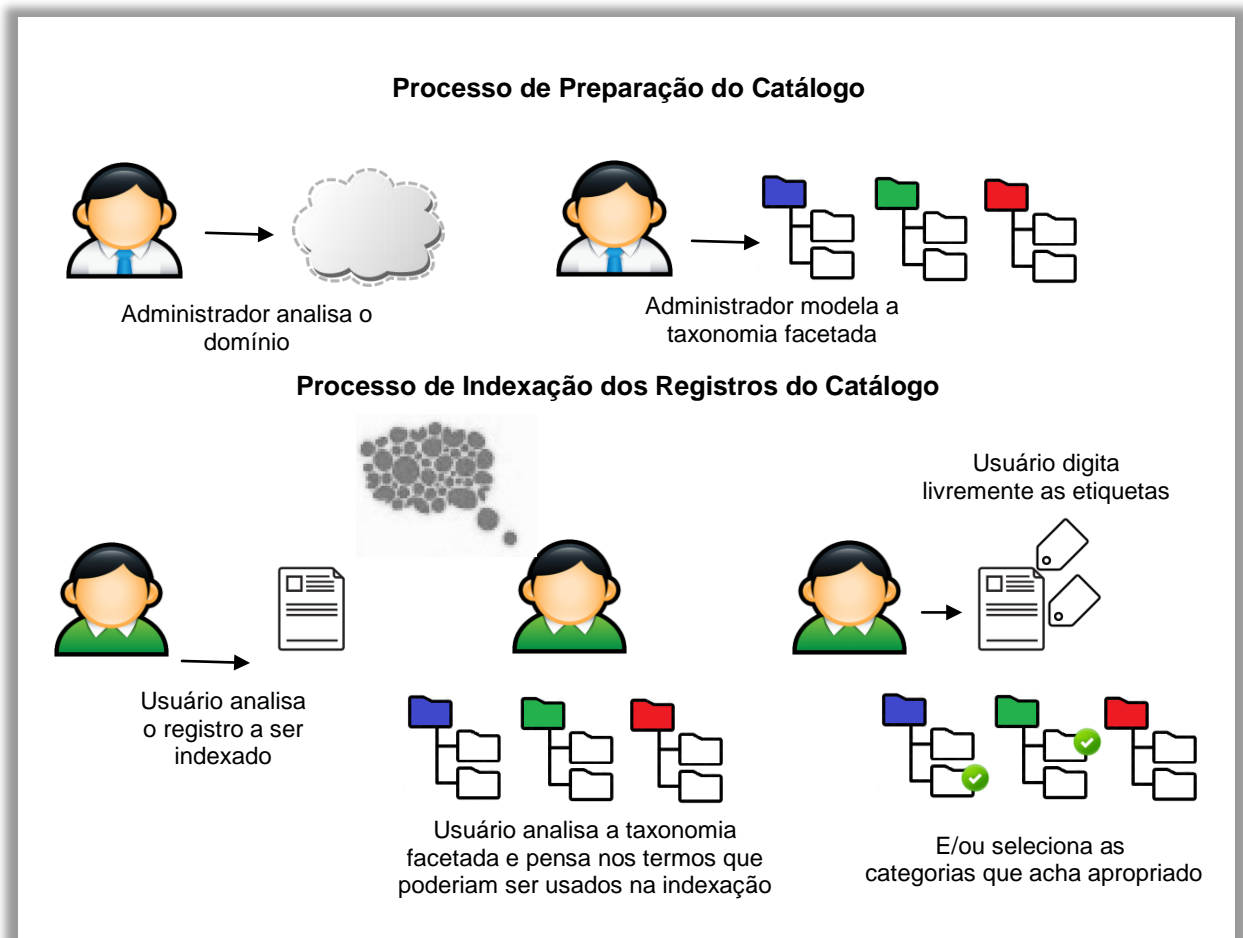 Processo de Preparação do Catálogo
Administrador analisa o
domínio
Administrador modela a
taxonomia facetada
Processo de Indexação dos Registros do Catálogo
Usuário digita
livremente as etiquetas
Usuário analisa
o registro a ser
indexado
Usuário analisa a taxonomia
facetada e pensa nos termos que
poderiam ser usados na indexação
E/ou seleciona as
categorias que acha apropriado